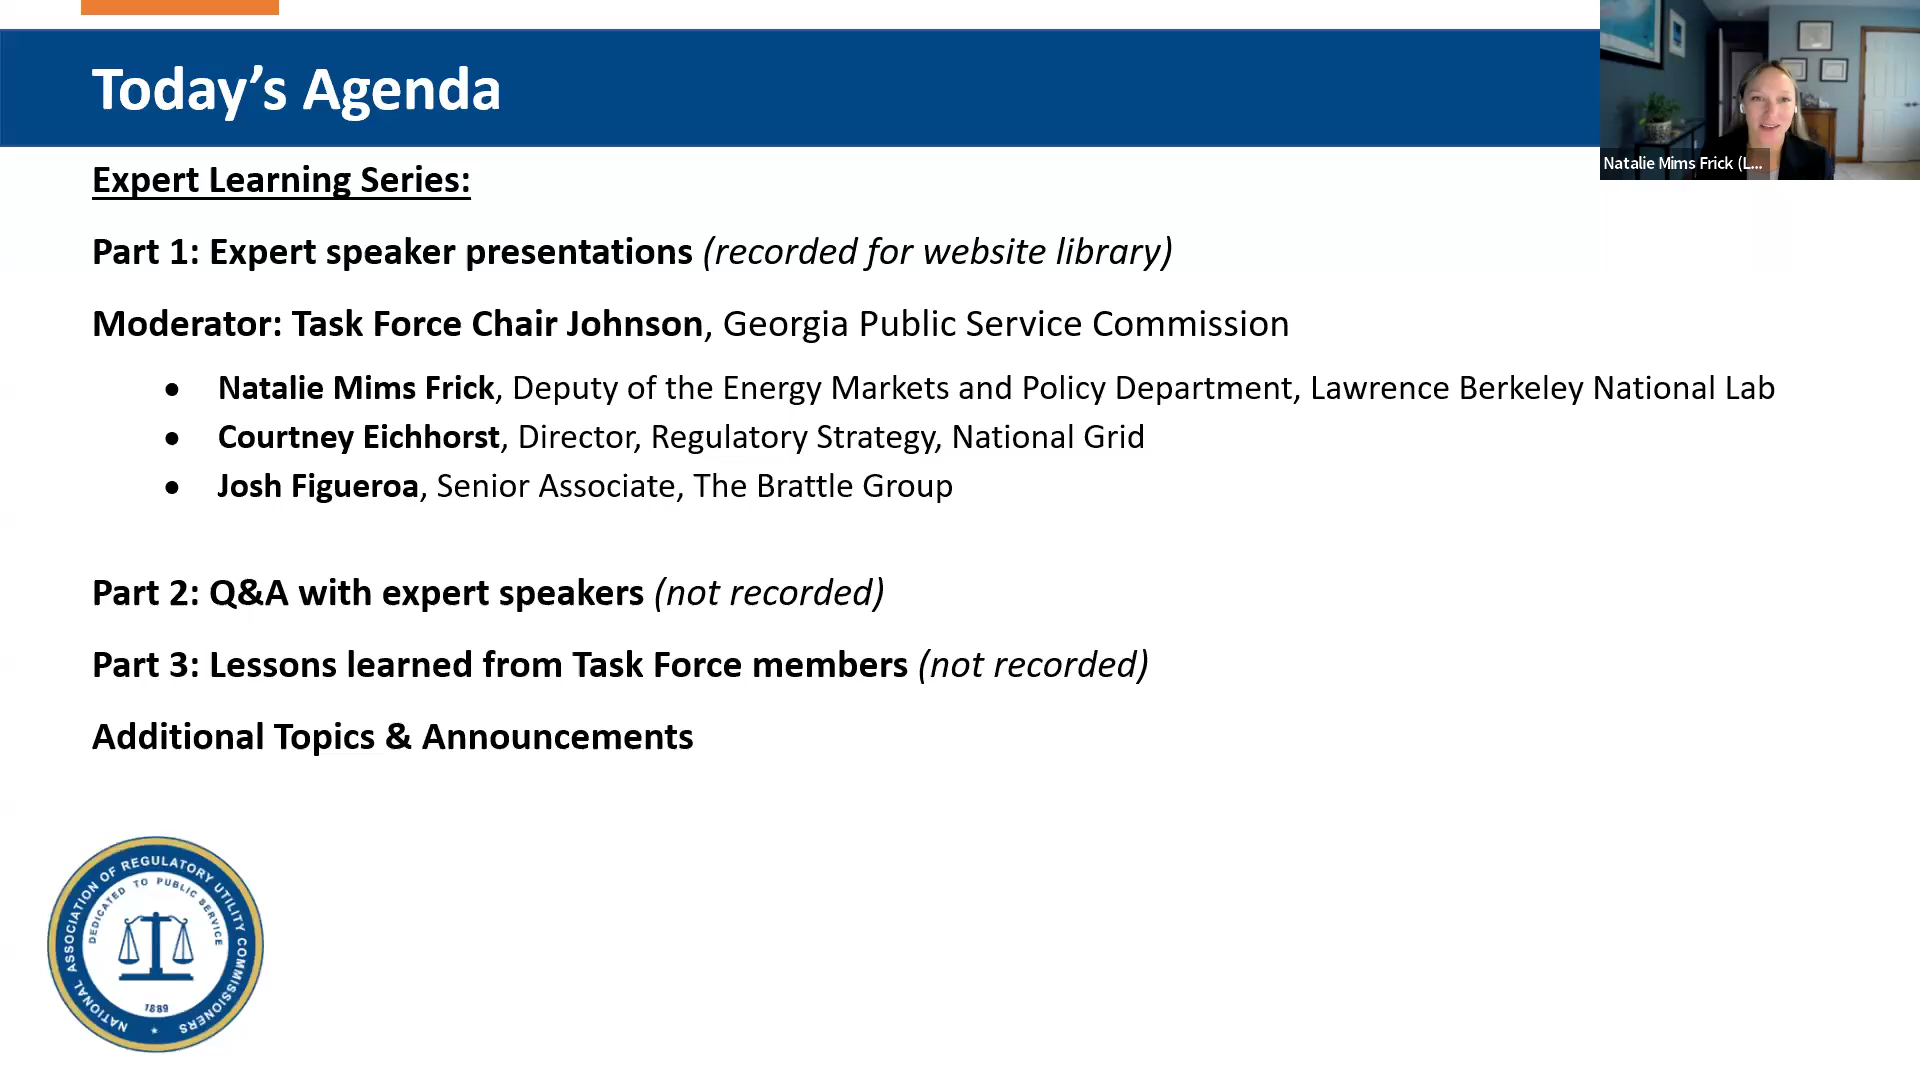 Today’s Agenda
Natalie Mims Frick (L...
Expert Learning Series:
Part 1: Expert speaker presentations (recorded for website library)
Moderator: Task Force Chair Johnson, Georgia Public Service Commission
• Natalie Mims Frick, Deputy of the Energy Markets and Policy Department, Lawrence Berkeley National Lab
• Courtney Eichhorst, Director, Regulatory Strategy, National Grid
• Josh Figueroa, Senior Associate, The Brattle Group
Part 2: Q&A with expert speakers (not recorded)
Part 3: Lessons learned from Task Force members (not recorded)
Additional Topics & Announcements
NATIONAL ASSOCIATION OF REGULATORY UTILITY COMMISSIONERS
DEDICATED TO PUBLIC SERVICE
1889